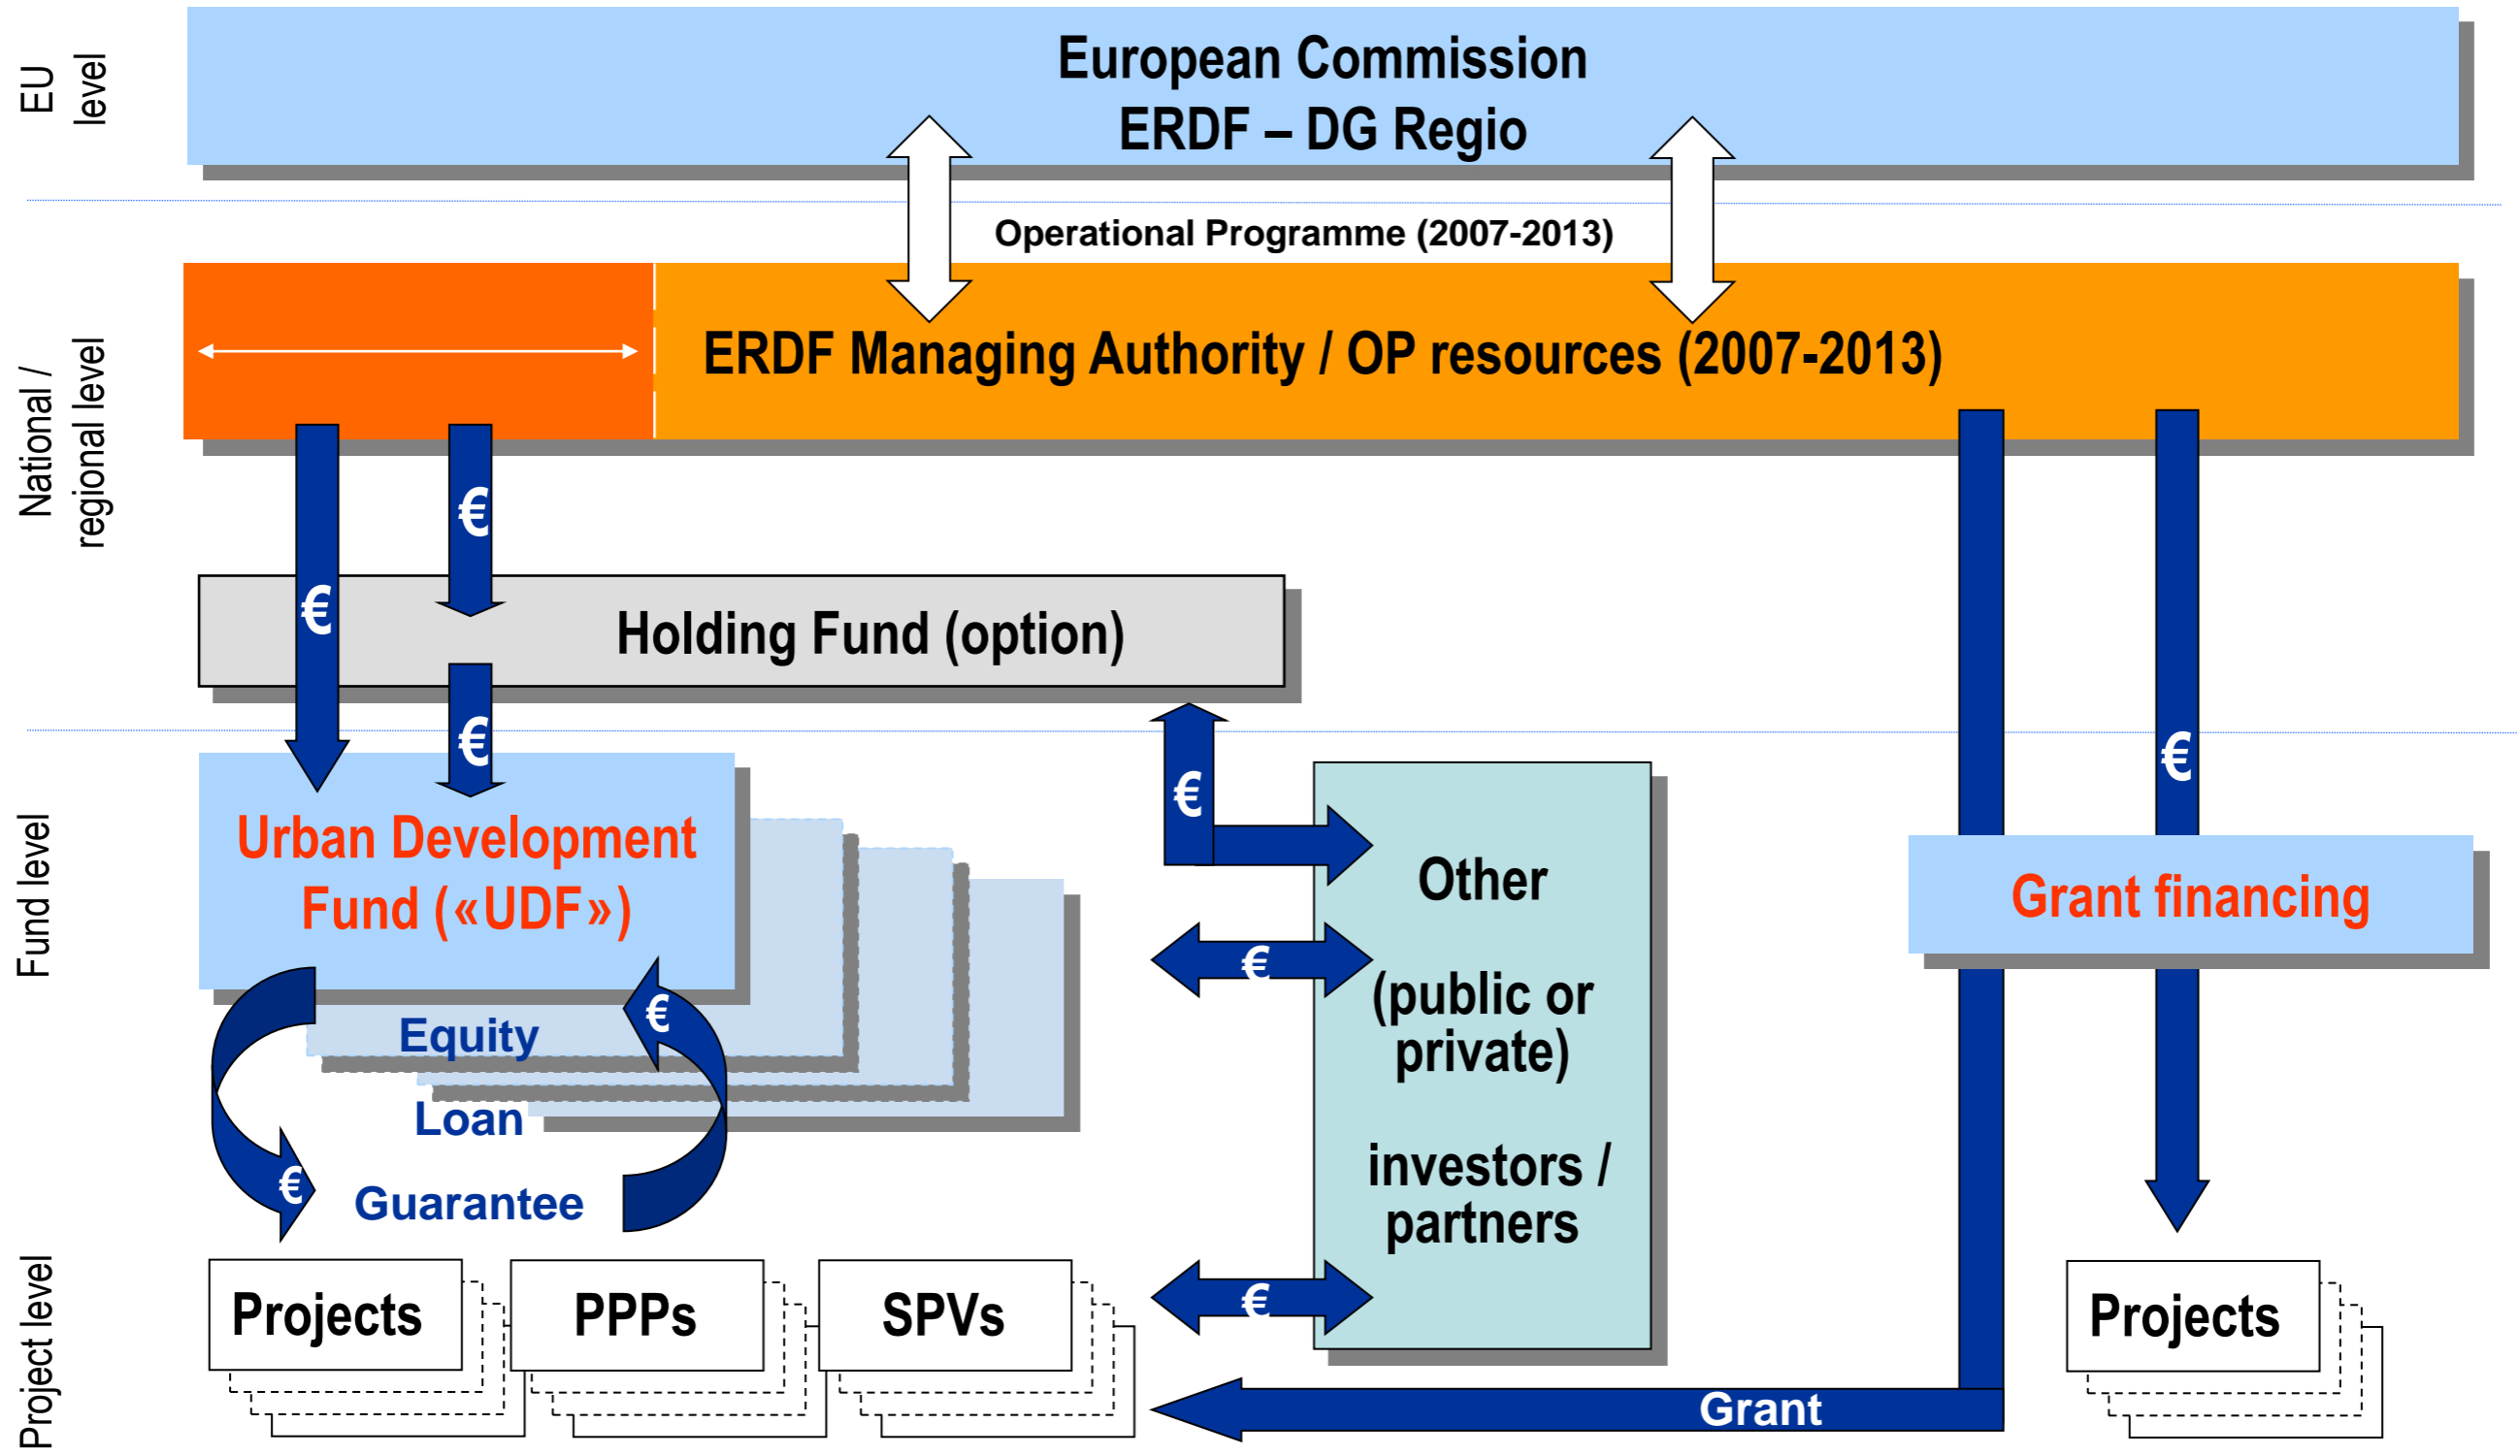 EU
level
European Commission
ERDF – DG Regio
Operational Programme (2007-2013)
National /
regional level
ERDF Managing Authority / OP resources (2007-2013)
€
€
Holding Fund (option)
€
€
€
Fund level
Urban Development
Fund («UDF»)
Other
(public or
private)
investors /
partners
Grant financing
€
€
Equity
Loan
Guarantee
€
Project level
Projects
PPPs
SPVs
€
Projects
Grant